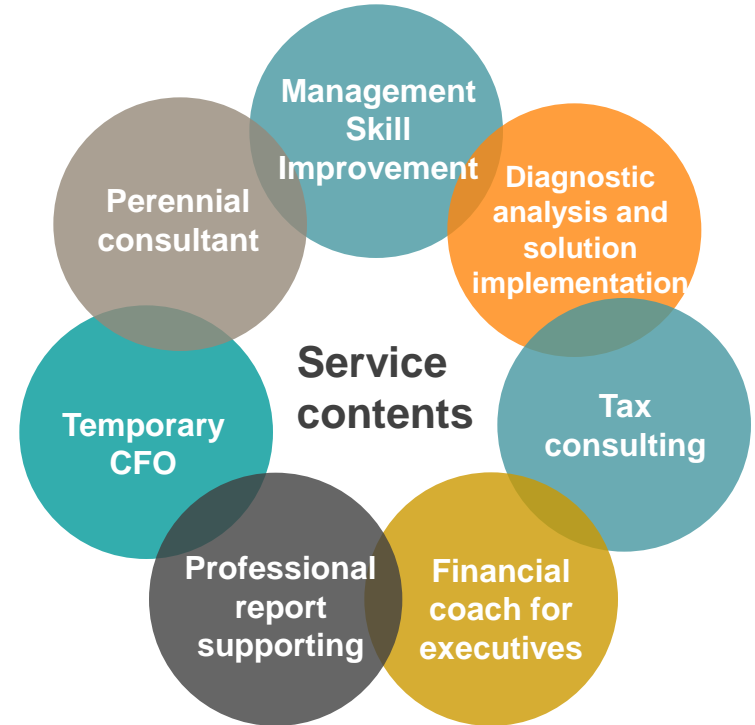 Management
Skill
Improvement
Diagnostic
analysis and
solution
implementation
Tax
consulting
Financial
coach for
executives
Professional
report
supporting
Temporary
CFO
Perennial
consultant
Service
contents